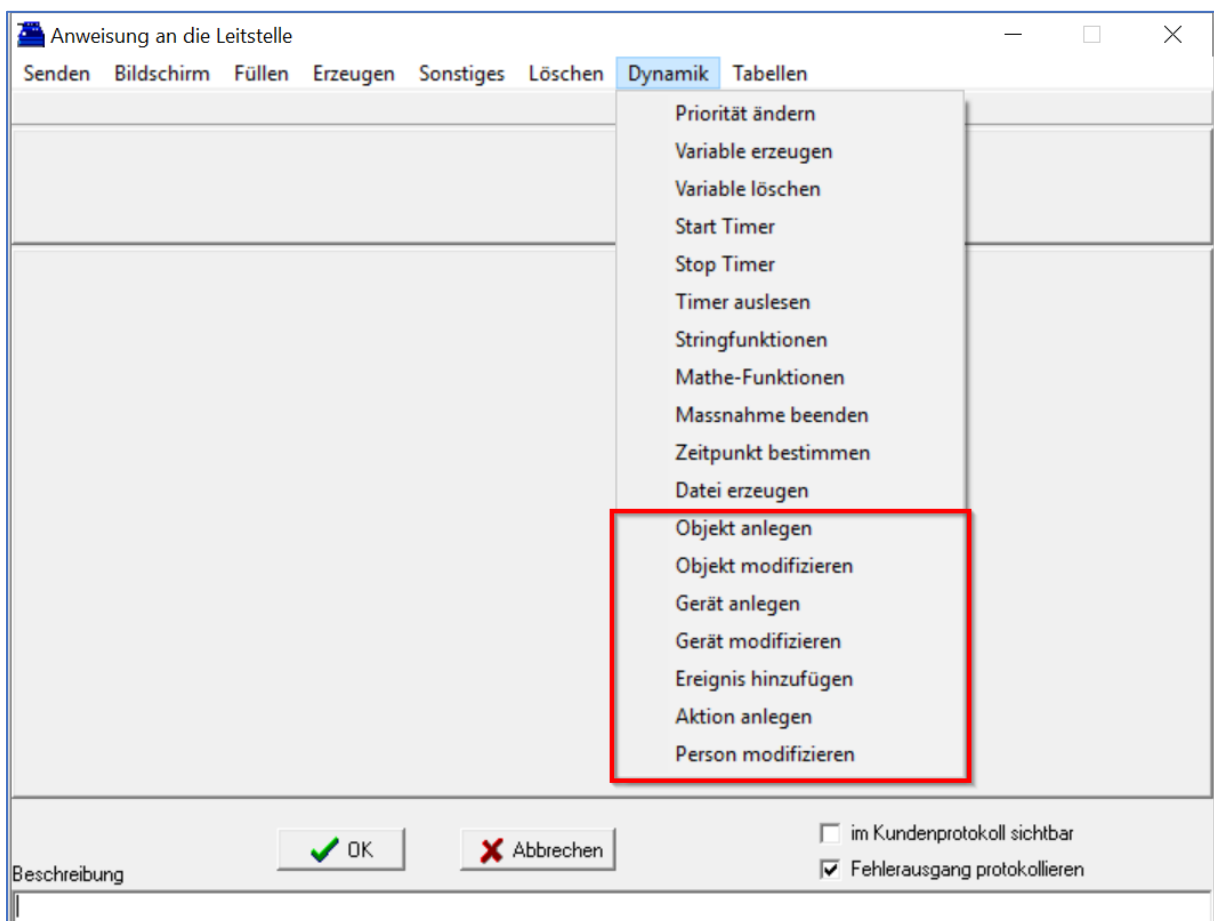 Anweisung an die Leitstelle
Senden Bildschirm Füllen Erzeugen Sonstiges Löschen Dynamik Tabellen
Priorität ändern
Variable erzeugen
Variable löschen
Start Timer
Stop Timer
Timer auslesen
Stringfunktionen
Mathe-Funktionen
Massnahme beenden
Zeitpunkt bestimmen
Datei erzeugen
Objekt anlegen
Objekt modifizieren
Gerät anlegen
Gerät modifizieren
Ereignis hinzufügen
Aktion anlegen
Person modifizieren
im Kundenprotokoll sichtbar
OK Abbrechen
Fehlerausgang protokollieren
Beschreibung